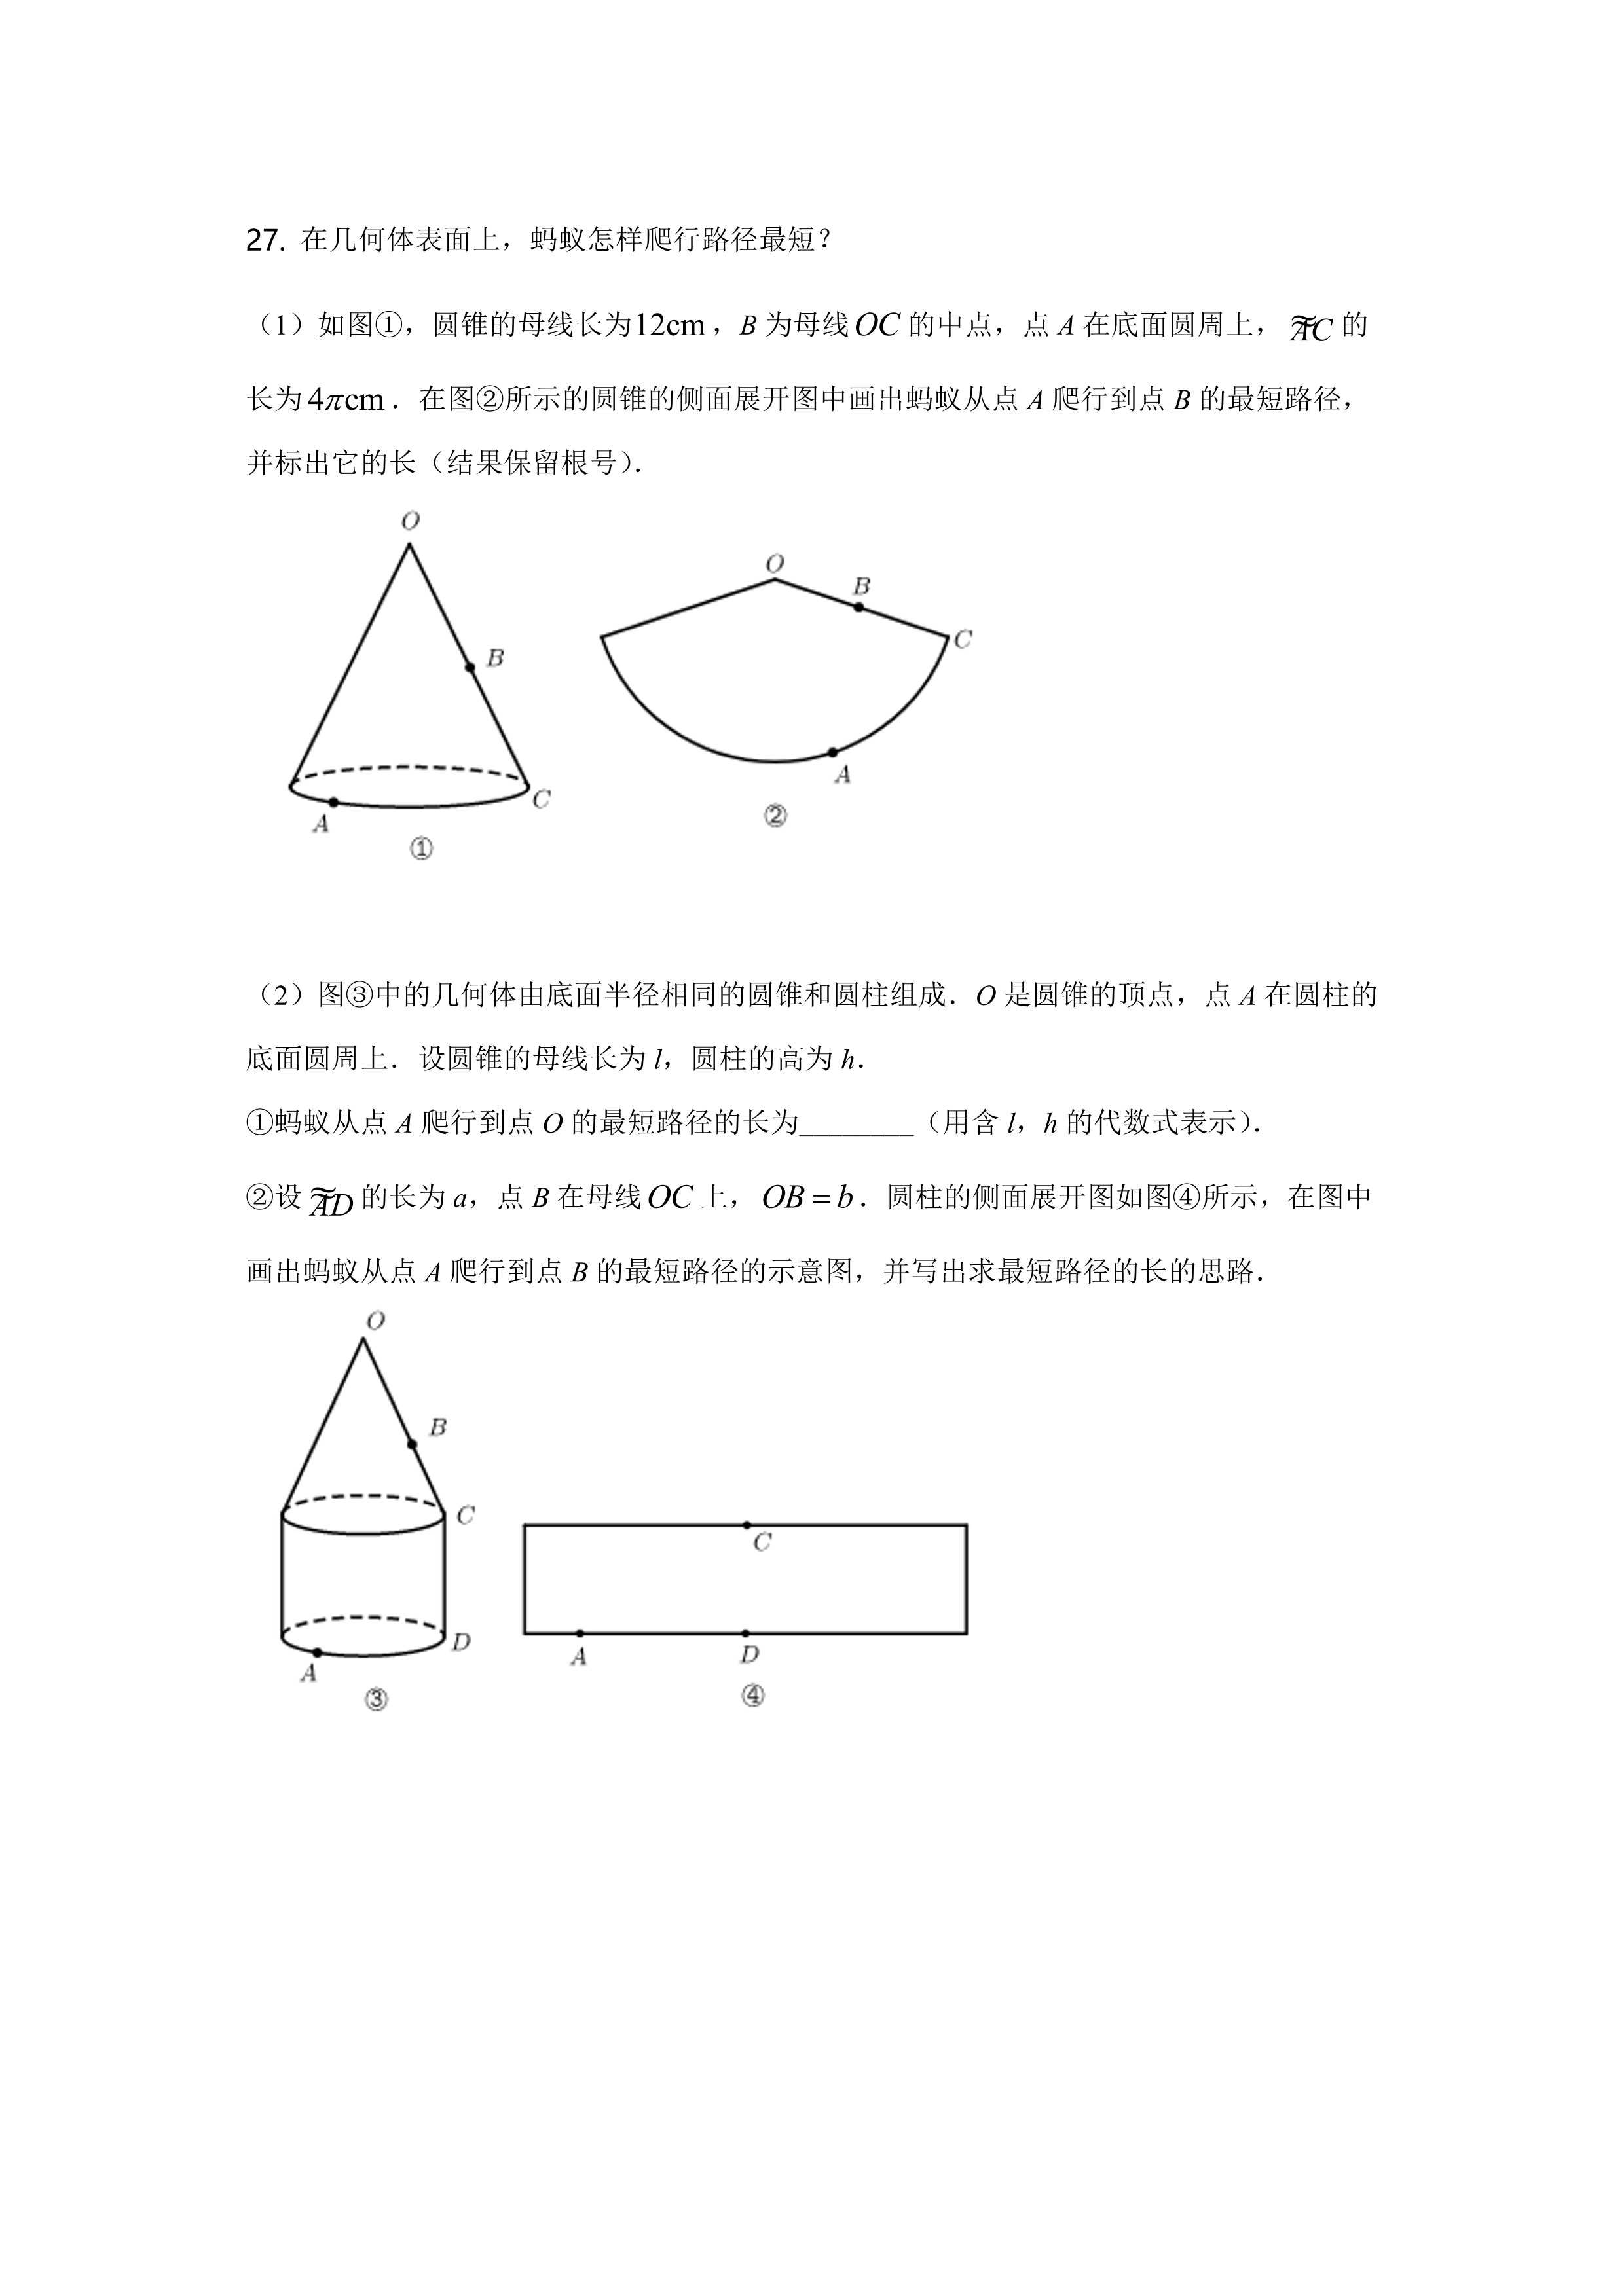 27. 在几何体表面上，蚂蚁怎样爬行路径最短？
（1）如图①，圆锥的母线长为12cm，B 为母线OC 的中点，点 A 在底面圆周上，AC 的
长为4πcm．在图②所示的圆锥的侧面展开图中画出蚂蚁从点 A 爬行到点 B 的最短路径，
并标出它的长（结果保留根号）．
O
B
A
C
①
O
B
C
A
②
（2）图③中的几何体由底面半径相同的圆锥和圆柱组成．O 是圆锥的顶点，点 A 在圆柱的
底面圆周上．设圆锥的母线长为 l，圆柱的高为 h．
①蚂蚁从点 A 爬行到点 O 的最短路径的长为________（用含 l，h 的代数式表示）．
②设 AD 的长为 a，点 B 在母线OC 上，OB=b．圆柱的侧面展开图如图④所示，在图中
画出蚂蚁从点 A 爬行到点 B 的最短路径的示意图，并写出求最短路径的长的思路．
O
B
C
D
A
③
C
A
D
④